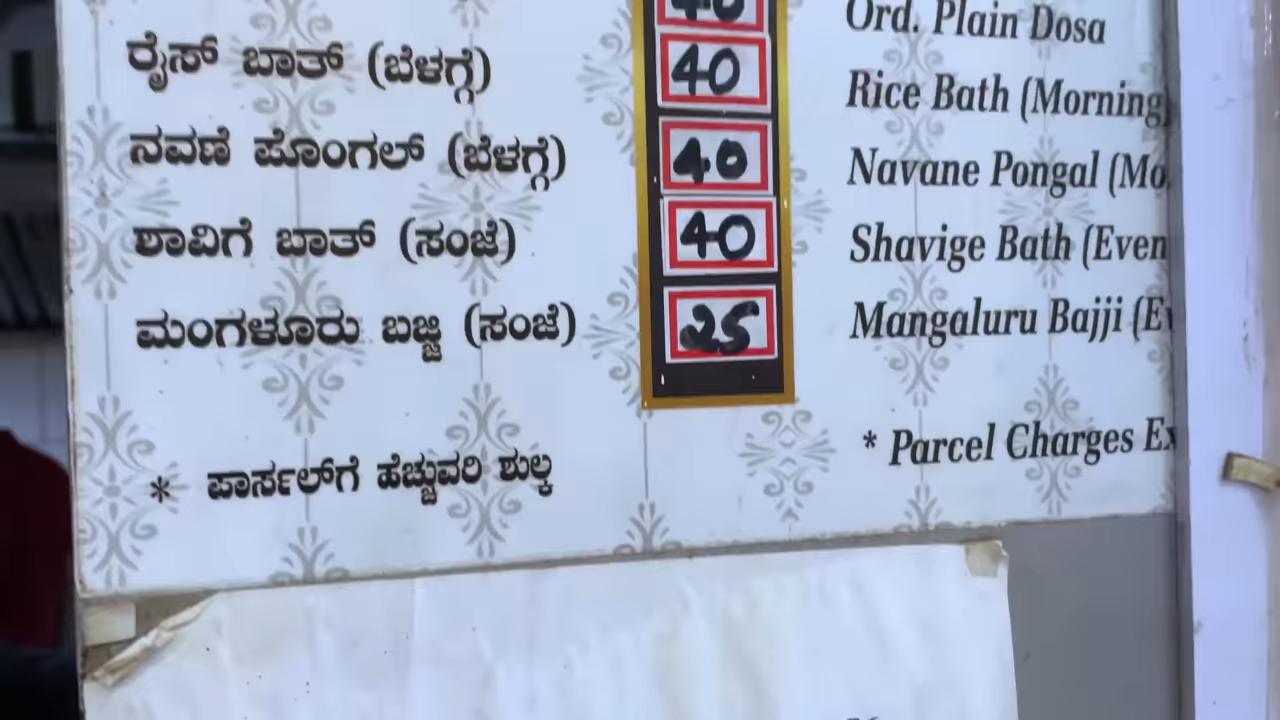 40 Ord. Plain Dosa
ರೈಸ್ ಬಾತ್ (ಬೆಳಗ್ಗೆ) 40 Rice Bath (Morning
ನವಣೆ ಪೊಂಗಲ್ (ಬೆಳಗ್ಗೆ) 40 Navane Pongal (Mo
ಶಾವಿಗೆ ಬಾತ್ (ಸಂಜೆ) 40 Shavige Bath (Even
ಮಂಗಳೂರು ಬಜ್ಜಿ (ಸಂಜೆ) 25 Mangaluru Bajji (Ev
* ಪಾರ್ಸಲ್‌ಗೆ ಹೆಚ್ಚುವರಿ ಶುಲ್ಕ * Parcel Charges Ex